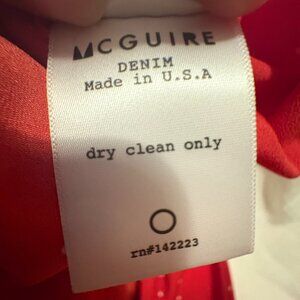 MCGUIRE
DENIM
Made in U.S.A
dry clean only
rn#142223